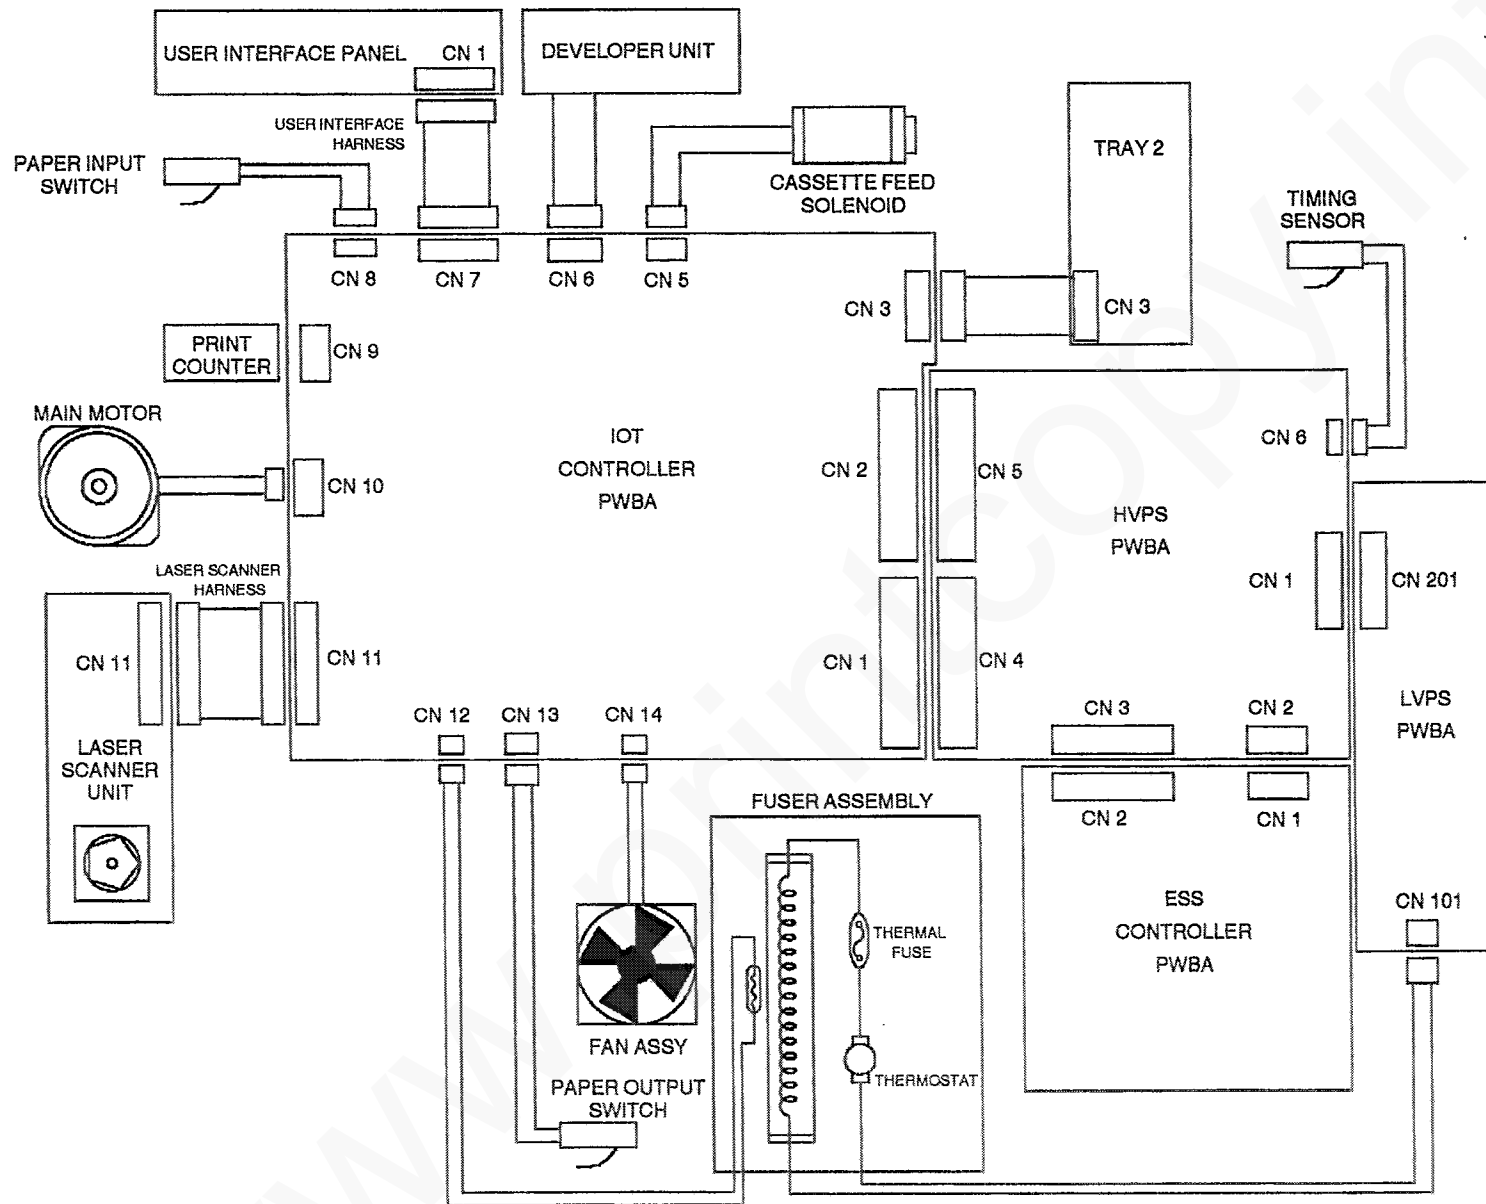 USER INTERFACE PANEL
CN 1
DEVELOPER UNIT
USER INTERFACE
HARNESS
PAPER INPUT
SWITCH
CASSETTE FEED
SOLENOID
TRAY 2
TIMING
SENSOR
CN 8
CN 7
CN 6
CN 5
CN 3
CN 3
PRINT
COUNTER
CN 9
MAIN MOTOR
CN 10
IOT
CONTROLLER
PWBA
CN 2
CN 5
CN 6
HVPS
PWBA
LASER SCANNER
HARNESS
CN 1
CN 201
CN 11
CN 11
CN 1
CN 4
LASER
SCANNER
UNIT
CN 12
CN 13
CN 14
CN 3
CN 2
LVPS
PWBA
FUSER ASSEMBLY
CN 2
CN 1
THERMAL
FUSE
ESS
CONTROLLER
PWBA
CN 101
FAN ASSY
THERMOSTAT
PAPER OUTPUT
SWITCH